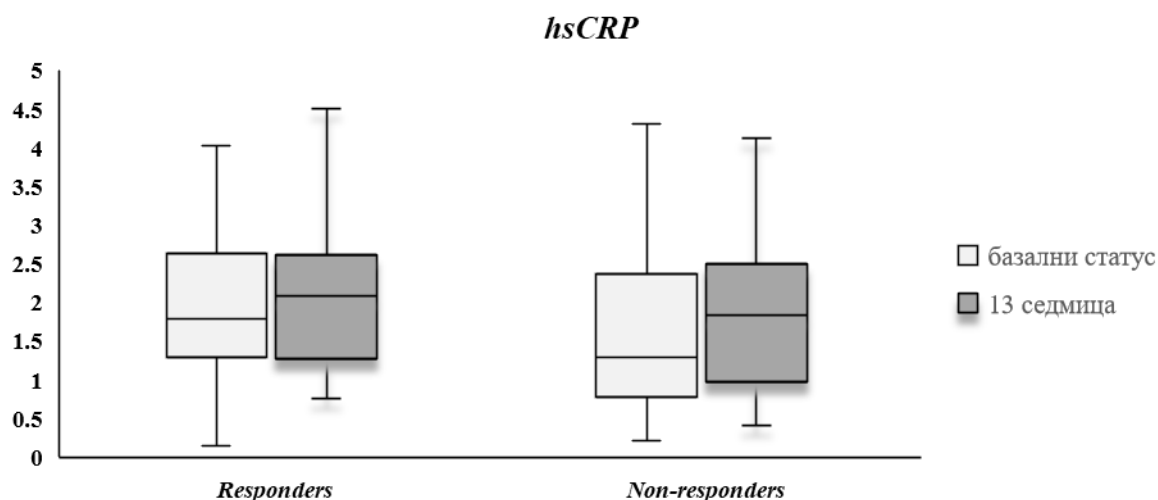 hsCRP
5
4.5
4
3.5
3
2.5
2
1.5
1
0.5
0
Responders
Non-responders
базални статус
13 седмица